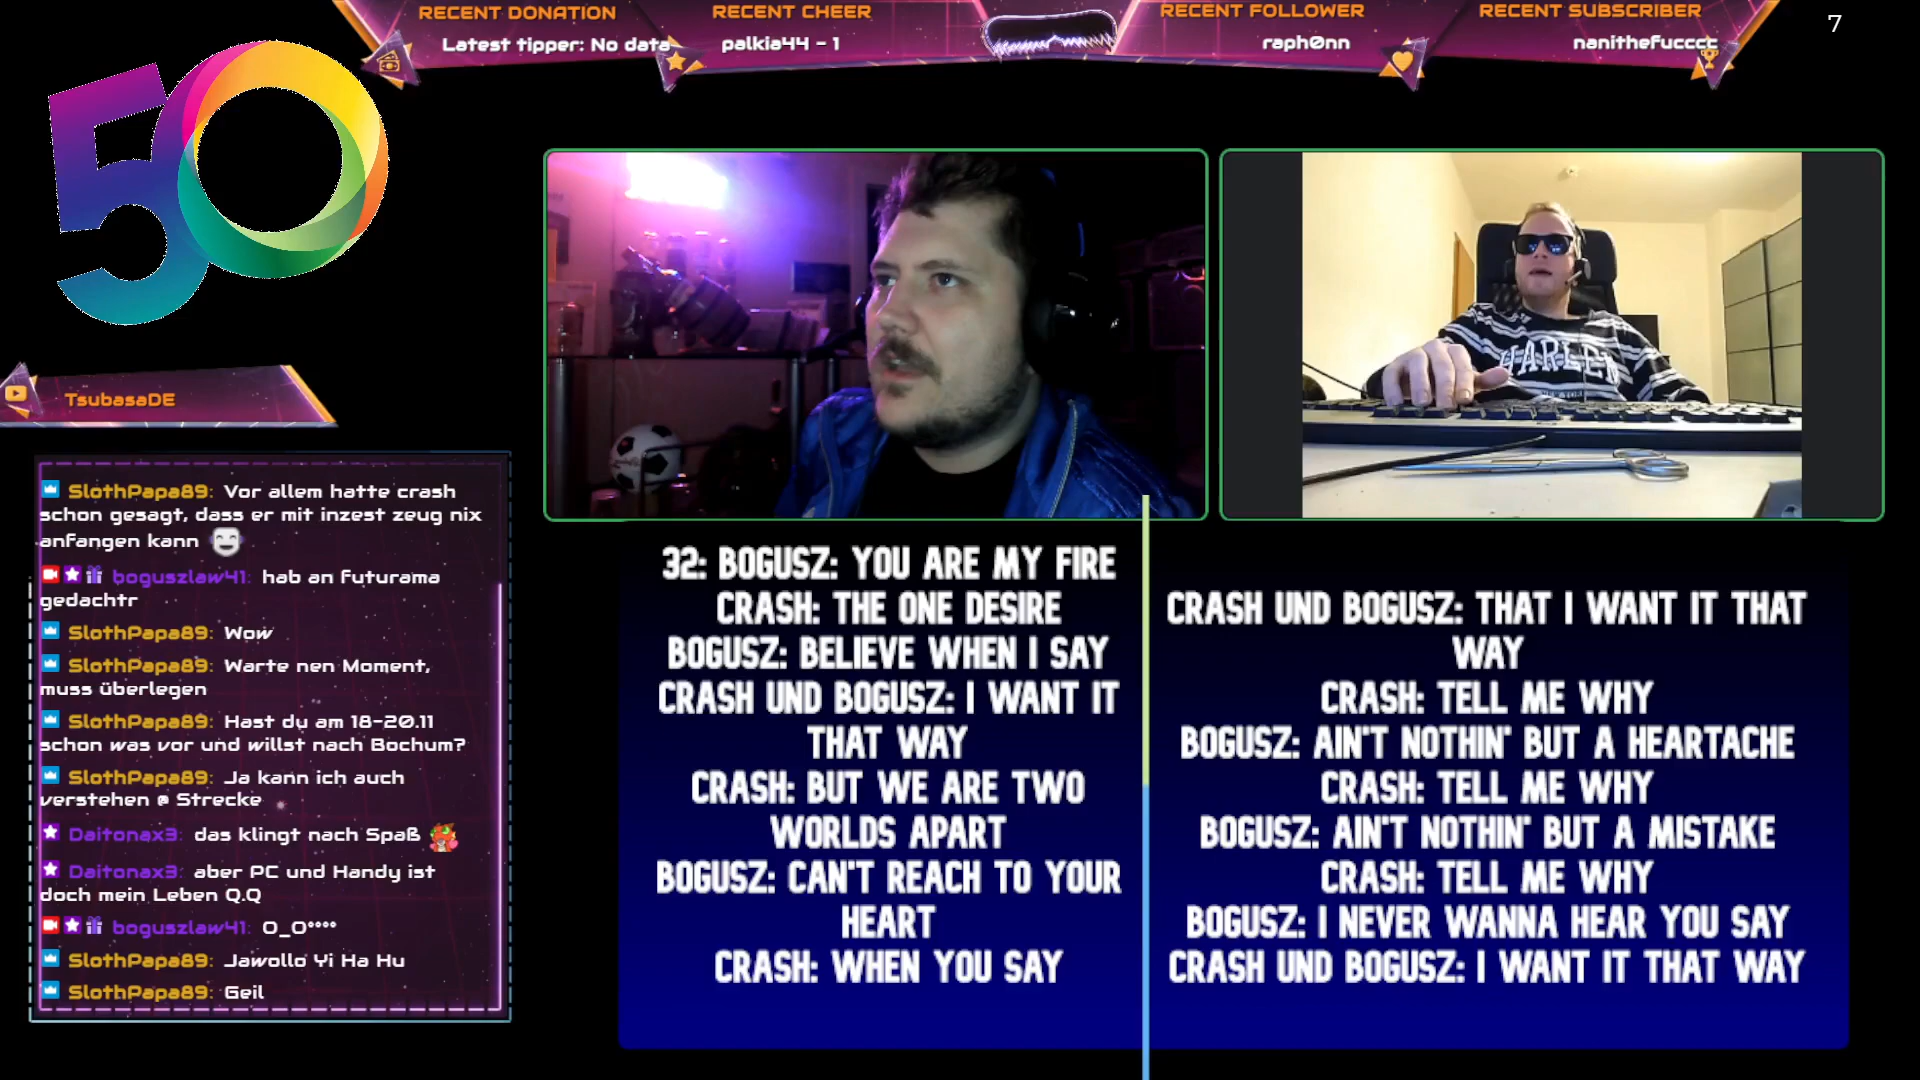 RECENT DONATION
Latest tipper: No data
RECENT CHEER
palkia44 - 1
RECENT FOLLOWER
raph0nn
RECENT SUBSCRIBER
nanithefucccc
7
50
TsubasaDE
SlothPapa89: Vor allem hatte crash
schon gesagt, dass er mit inzest zeug nix
anfangen kann
boguszlaw41: hab an Futurama
gedachtr
SlothPapa89: Wow
SlothPapa89: Warte nen Moment,
muss überlegen
SlothPapa89: Hast du am 18-20.11
schon was vor und willst nach Bochum?
SlothPapa89: Ja kann ich auch
verstehen @ Strecke
Daitonax3: das klingt nach Spaß
Daitonax3: aber PC und Handy ist
doch mein Leben Q.Q
boguszlaw41: O_O°°°°
SlothPapa89: Jawollo Yi Ha Hu
SlothPapa89: Geil
HARLEM
NEW YORK
32: BOGUSZ: YOU ARE MY FIRE
CRASH: THE ONE DESIRE
BOGUSZ: BELIEVE WHEN I SAY
CRASH UND BOGUSZ: I WANT IT
THAT WAY
CRASH: BUT WE ARE TWO
WORLDS APART
BOGUSZ: CAN'T REACH TO YOUR
HEART
CRASH: WHEN YOU SAY
CRASH UND BOGUSZ: THAT I WANT IT THAT
WAY
CRASH: TELL ME WHY
BOGUSZ: AIN'T NOTHIN' BUT A HEARTACHE
CRASH: TELL ME WHY
BOGUSZ: AIN'T NOTHIN' BUT A MISTAKE
CRASH: TELL ME WHY
BOGUSZ: I NEVER WANNA HEAR YOU SAY
CRASH UND BOGUSZ: I WANT IT THAT WAY